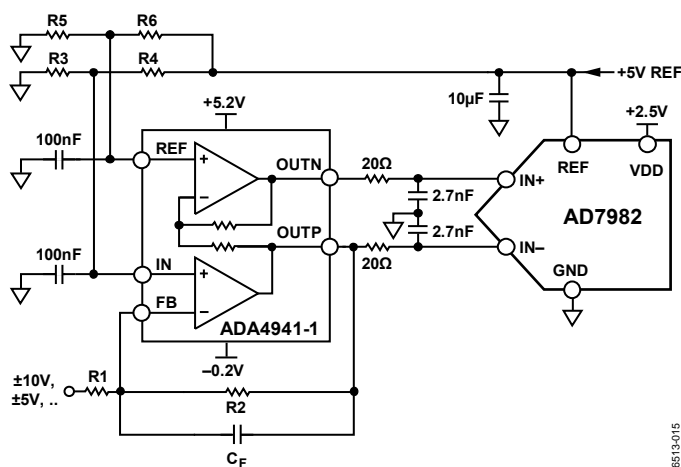 R5
R6
R3
R4
+5V REF
10µF
+5.2V
+2.5V
100nF
REF
OUTN
20Ω
IN+
REF
VDD
2.7nF
AD7982
100nF
OUTP
2.7nF
IN
20Ω
IN–
FB
GND
ADA4941-1
–0.2V
±10V,
±5V, ..
R1
R2
CF
6513-015